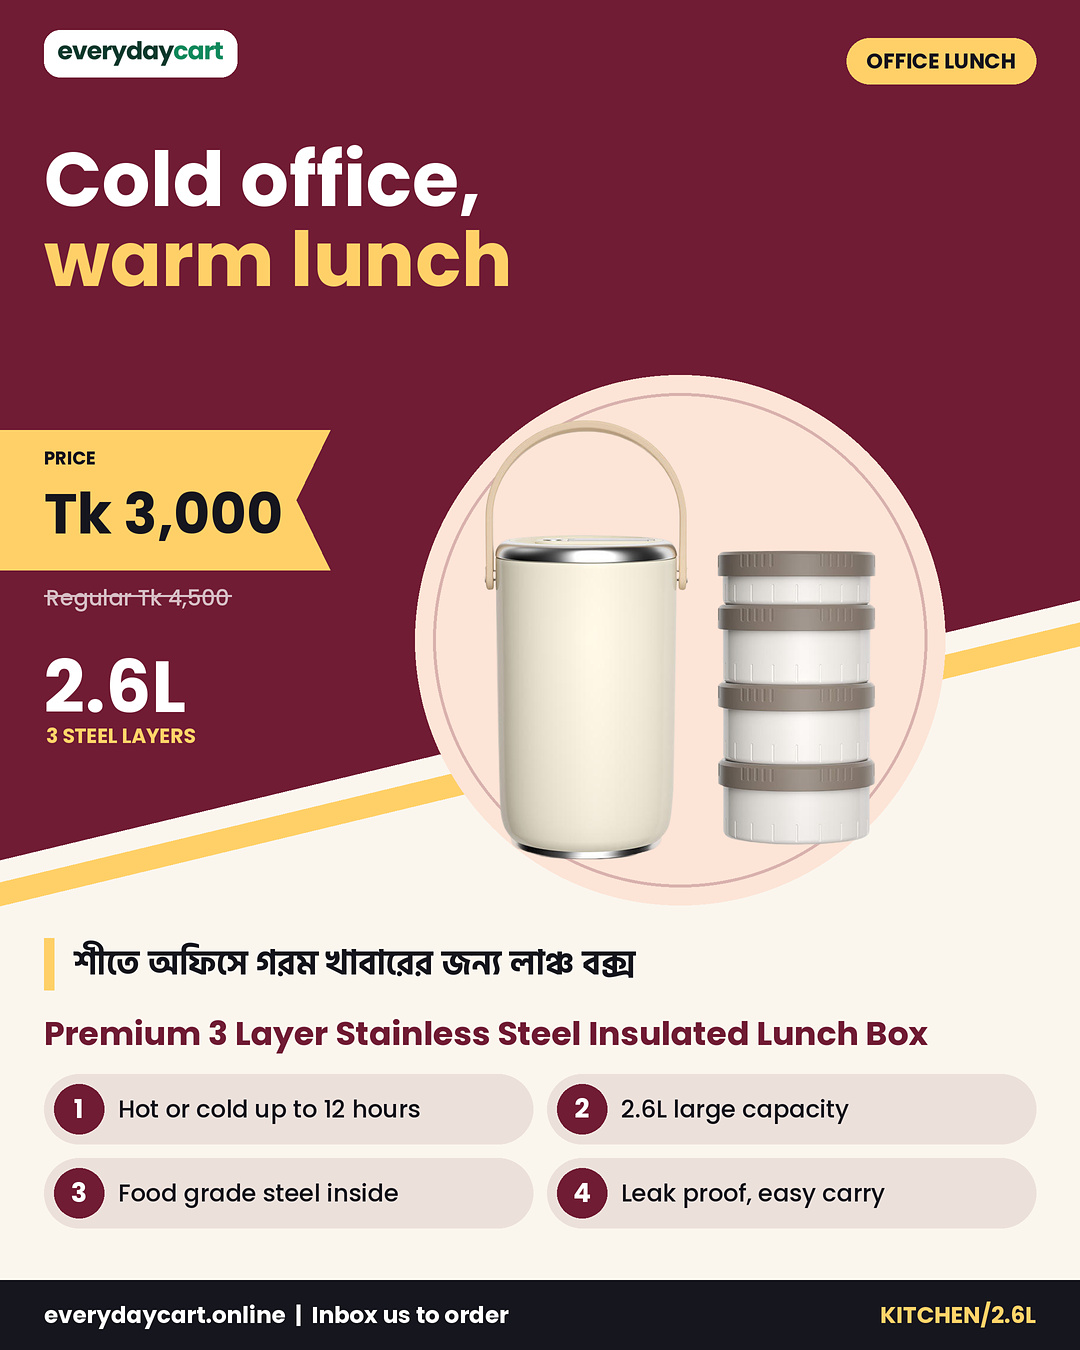 everydaycart
OFFICE LUNCH
Cold office,
warm lunch
PRICE
Tk 3,000
Regular Tk 4,500
2.6L
3 STEEL LAYERS
শীতে অফিসে গরম খাবারের জন্য লাঞ্চ বক্স
Premium 3 Layer Stainless Steel Insulated Lunch Box
1 Hot or cold up to 12 hours
2 2.6L large capacity
3 Food grade steel inside
4 Leak proof, easy carry
everydaycart.online | Inbox us to order
KITCHEN/2.6L